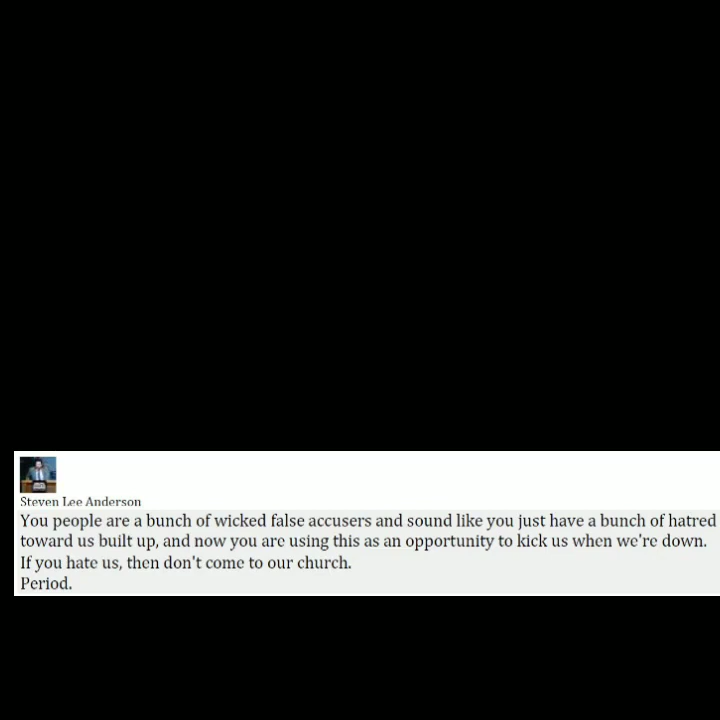 Steven Lee Anderson
You people are a bunch of wicked false accusers and sound like you just have a bunch of hatred
toward us built up, and now you are using this as an opportunity to kick us when we're down.
If you hate us, then don't come to our church.
Period.